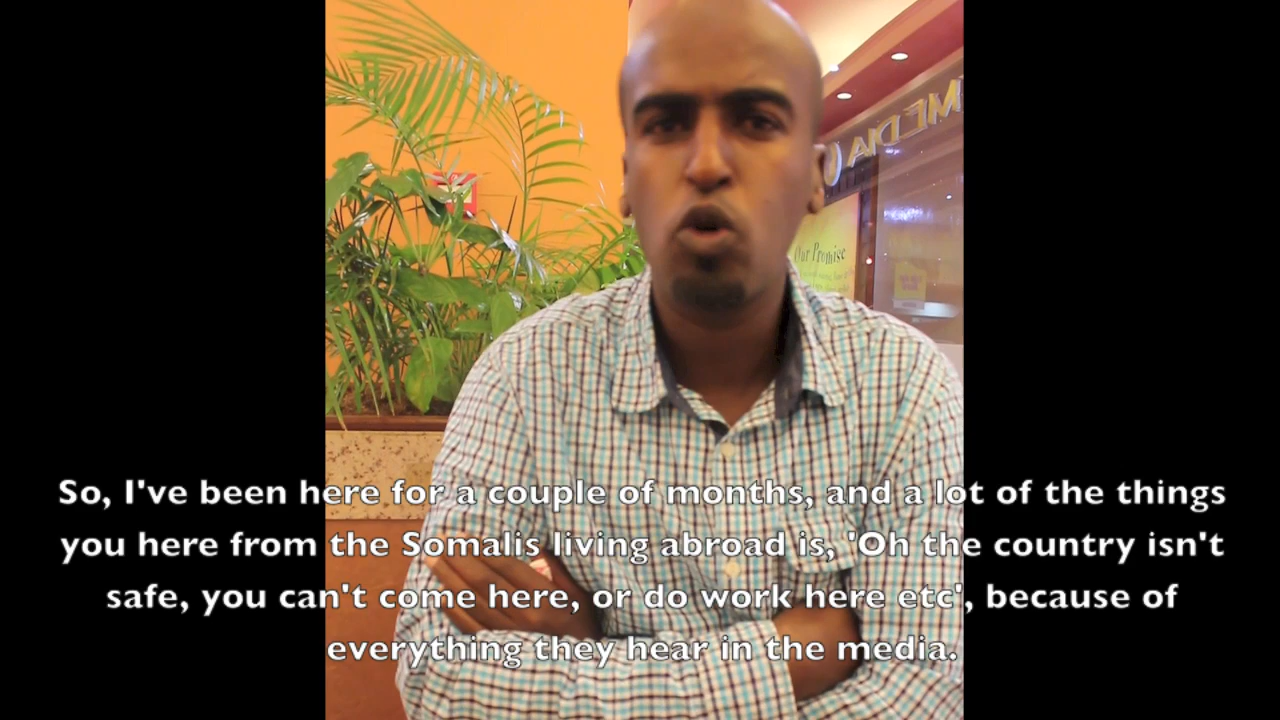 MEDIA
Our Promise
So, I've been here for a couple of months, and a lot of the things
you here from the Somalis living abroad is, 'Oh the country isn't
safe, you can't come here, or do work here etc', because of
everything they hear in the media.